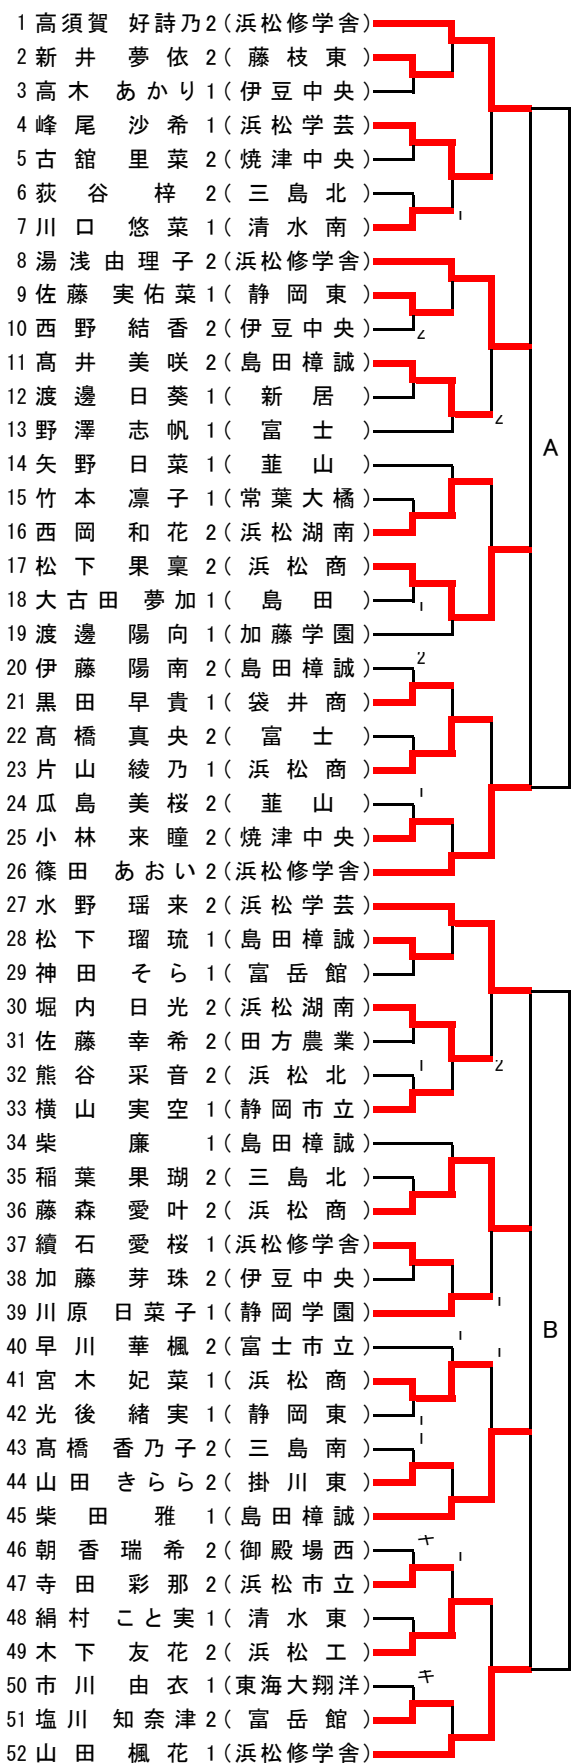 1 高須賀 好詩乃 2 (浜松修学舎)
2 新井 夢依 2 (藤枝東)
3 高木 あかり 1 (伊豆中央)
4 峰尾 沙希 1 (浜松学芸)
5 古舘 里菜 2 (焼津中央)
6 荻谷 梓 2 (三島北)
1
7 川口 悠菜 1 (清水南)
8 湯浅 由理子 2 (浜松修学舎)
9 佐藤 実佑菜 1 (静岡東)
10 西野 結香 2 (伊豆中央)
2
11 髙井 美咲 2 (島田樟誠)
12 渡邊 日葵 1 (新居)
2
13 野澤 志帆 1 (富士)
A
14 矢野 日菜 1 (韮山)
15 竹本 凛子 1 (常葉大橘)
16 西岡 和花 2 (浜松湖南)
17 松下 果稟 2 (浜松商)
18 大古田 夢加 1 (島田)
1
19 渡邊 陽向 1 (加藤学園)
20 伊藤 陽南 2 (島田樟誠)
2
21 黒田 早貴 1 (袋井商)
22 髙橋 真央 2 (富士)
23 片山 綾乃 1 (浜松商)
1
24 瓜島 美桜 2 (韮山)
25 小林 来瞳 2 (焼津中央)
26 篠田 あおい 2 (浜松修学舎)
27 水野 瑶来 2 (浜松学芸)
28 松下 瑠琉 1 (島田樟誠)
29 神田 そら 1 (富岳館)
30 堀内 日光 2 (浜松湖南)
31 佐藤 幸希 2 (田方農業)
1 2
32 熊谷 采音 2 (浜松北)
33 横山 実空 1 (静岡市立)
34 柴 廉 1 (島田樟誠)
35 稲葉 果瑚 2 (三島北)
36 藤森 愛叶 2 (浜松商)
37 續石 愛桜 1 (浜松修学舎)
38 加藤 芽珠 2 (伊豆中央)
39 川原 日菜子 1 (静岡学園)
1
B
40 早川 華楓 2 (富士市立)
1 1
41 宮木 妃菜 1 (浜松商)
42 光後 緒実 1 (静岡東)
1
43 髙橋 香乃子 2 (三島南)
1
44 山田 きらら 2 (掛川東)
45 柴田 雅 1 (島田樟誠)
46 朝香 瑞希 2 (御殿場西)
キ 1
47 寺田 彩那 2 (浜松市立)
48 絹村 こと実 1 (清水東)
49 木下 友花 2 (浜松工)
50 市川 由衣 1 (東海大翔洋)
キ
51 塩川 知奈津 2 (富岳館)
52 山田 楓花 1 (浜松修学舎)